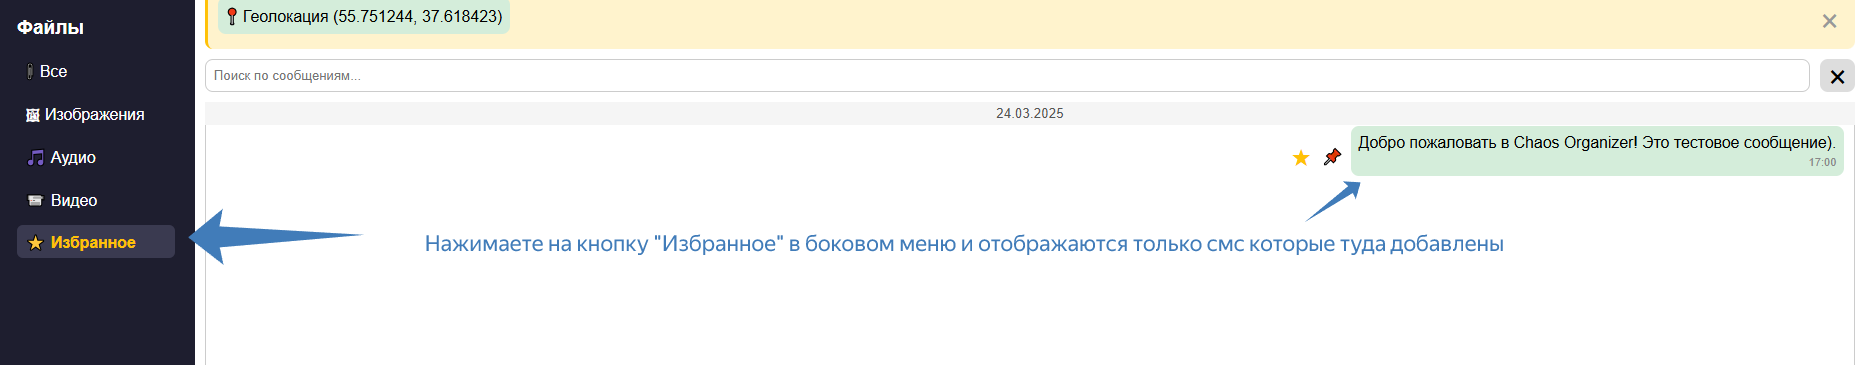 Файлы
Все
Изображения
Аудио
Видео
Избранное
Геолокация (55.751244, 37.618423)
×
Поиск по сообщениям...
×
24.03.2025
Добро пожаловать в Chaos Organizer! Это тестовое сообщение).
17:00
Нажимаете на кнопку "Избранное" в боковом меню и отображаются только смс которые туда добавлены